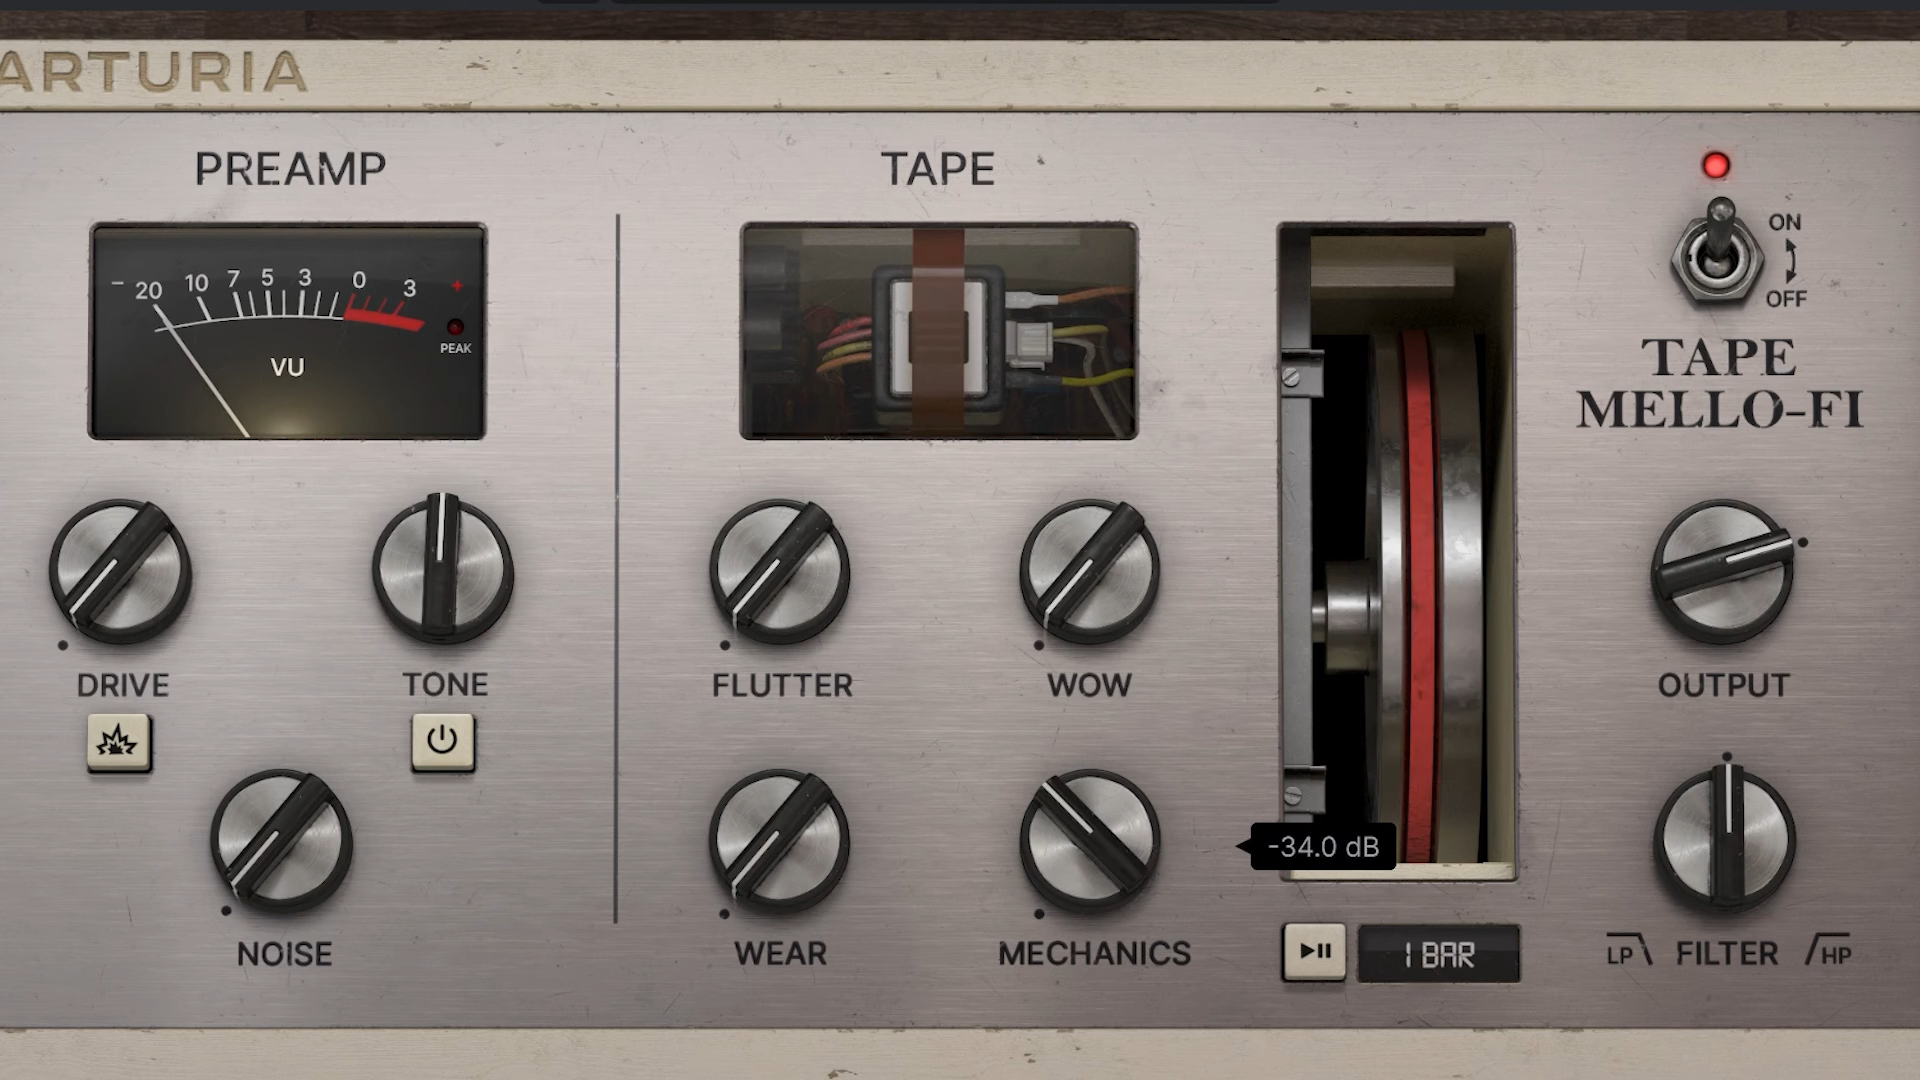 ARTURIA
PREAMP
TAPE
ON
OFF
− 20 10 7 5 3 0 3 +
PEAK
VU
TAPE
MELLO-FI
DRIVE
TONE
FLUTTER
WOW
OUTPUT
-34.0 dB
NOISE
WEAR
MECHANICS
1 BAR
LP FILTER HP